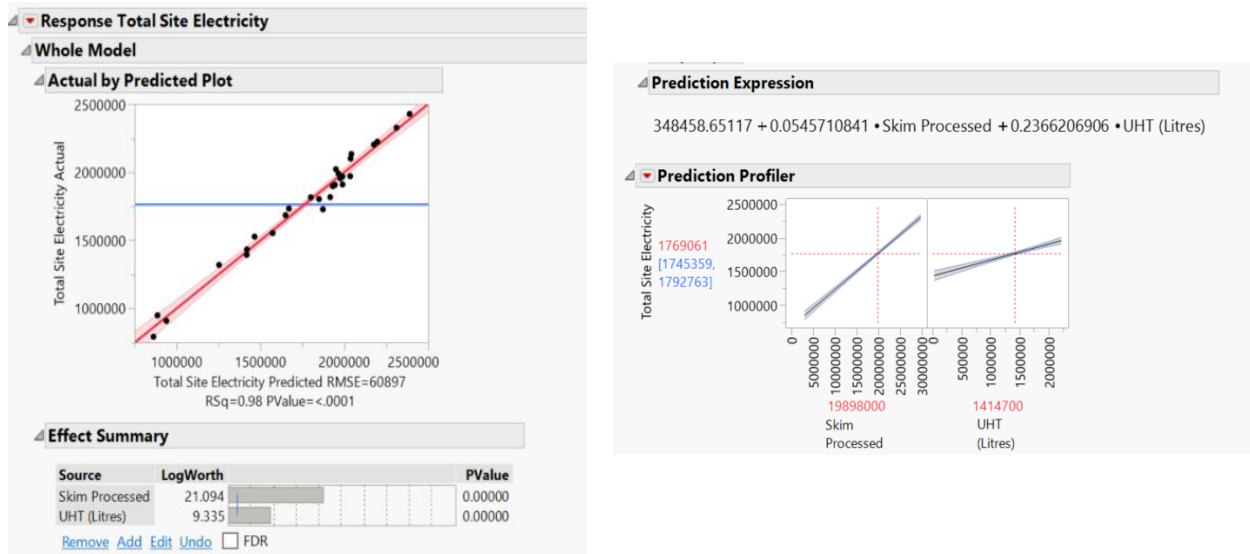 Response Total Site Electricity
Whole Model
Actual by Predicted Plot
Total Site Electricity Actual
2500000
2000000
1500000
1000000
1000000 1500000 2000000 2500000
Total Site Electricity Predicted RMSE=60897
RSq=0.98 PValue=<.0001
Effect Summary
Source LogWorth PValue
Skim Processed 21.094 0.00000
UHT (Litres) 9.335 0.00000
Remove Add Edit Undo FDR
Prediction Expression
348458.65117 + 0.0545710841 • Skim Processed + 0.2366206906 • UHT (Litres)
Prediction Profiler
Total Site Electricity
1769061
[1745359,
1792763]
2500000
2000000
1500000
1000000
0 5000000 10000000 15000000 20000000 25000000 30000000
0 500000 1000000 1500000 2000000
19898000 1414700
Skim UHT
Processed (Litres)